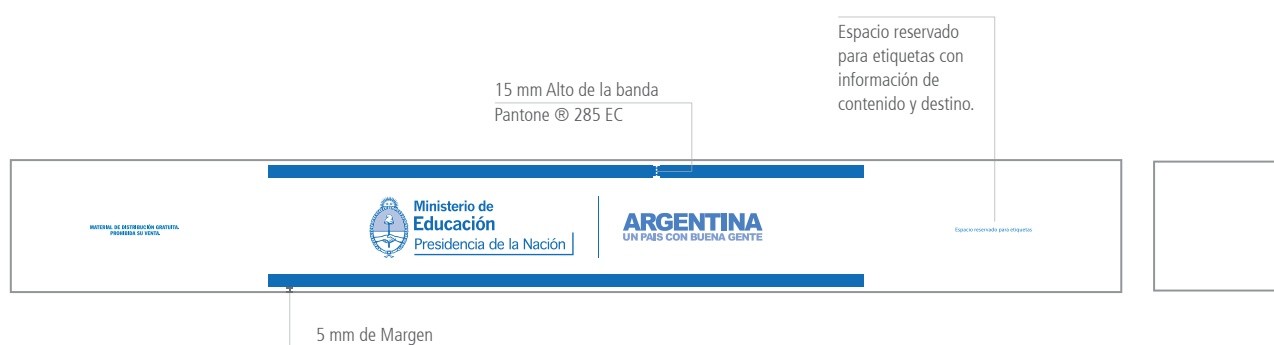 Espacio reservado
para etiquetas con
información de
contenido y destino.
15 mm Alto de la banda
Pantone ® 285 EC
MATERIAL DE DISTRIBUCIÓN GRATUITA.
PROHIBIDA SU VENTA.
Ministerio de
Educación
Presidencia de la Nación
ARGENTINA
UN PAIS CON BUENA GENTE
Espacio reservado para etiquetas
5 mm de Margen